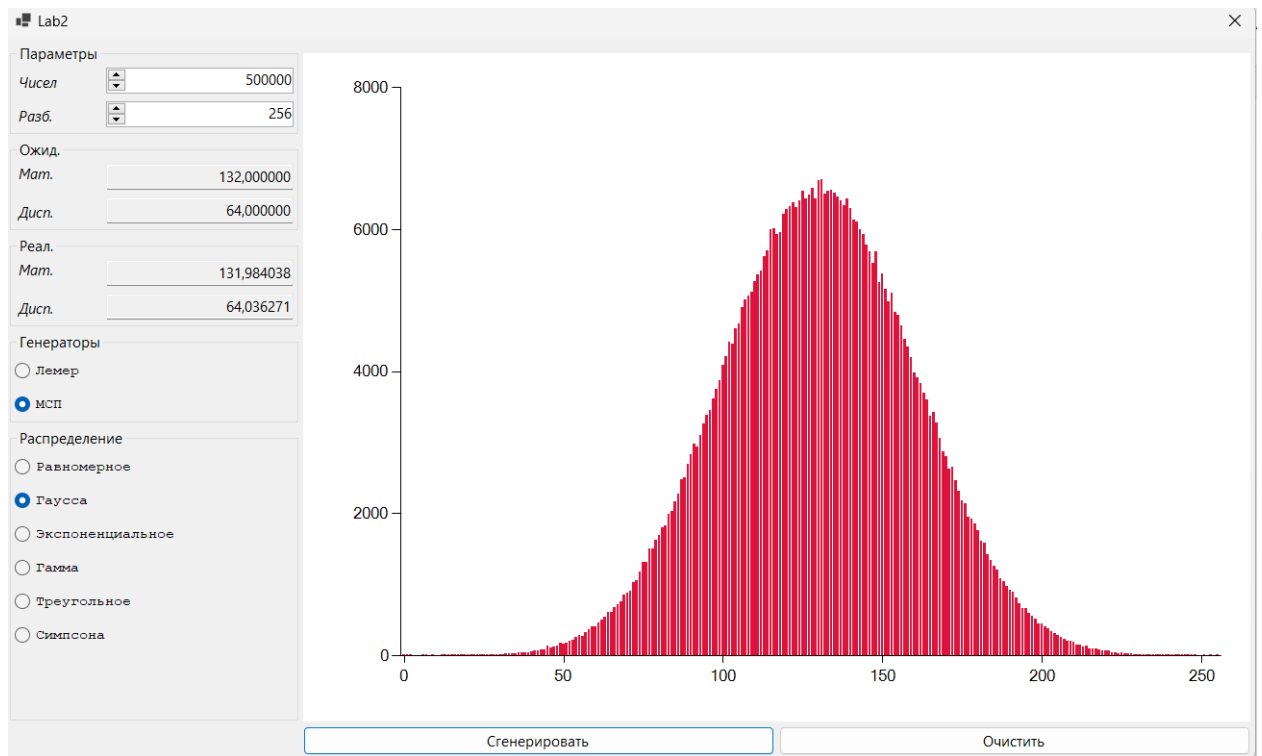 Lab2
Параметры
Чисел 500000
Разб. 256
Ожид.
Мат. 132,000000
Дисп. 64,000000
Реал.
Мат. 131,984038
Дисп. 64,036271
Генераторы
Лемер
МСП
Распределение
Равномерное
Гаусса
Экспоненциальное
Гамма
Треугольное
Симпсона
8000
6000
4000
2000
0
0 50 100 150 200 250
Сгенерировать Очистить